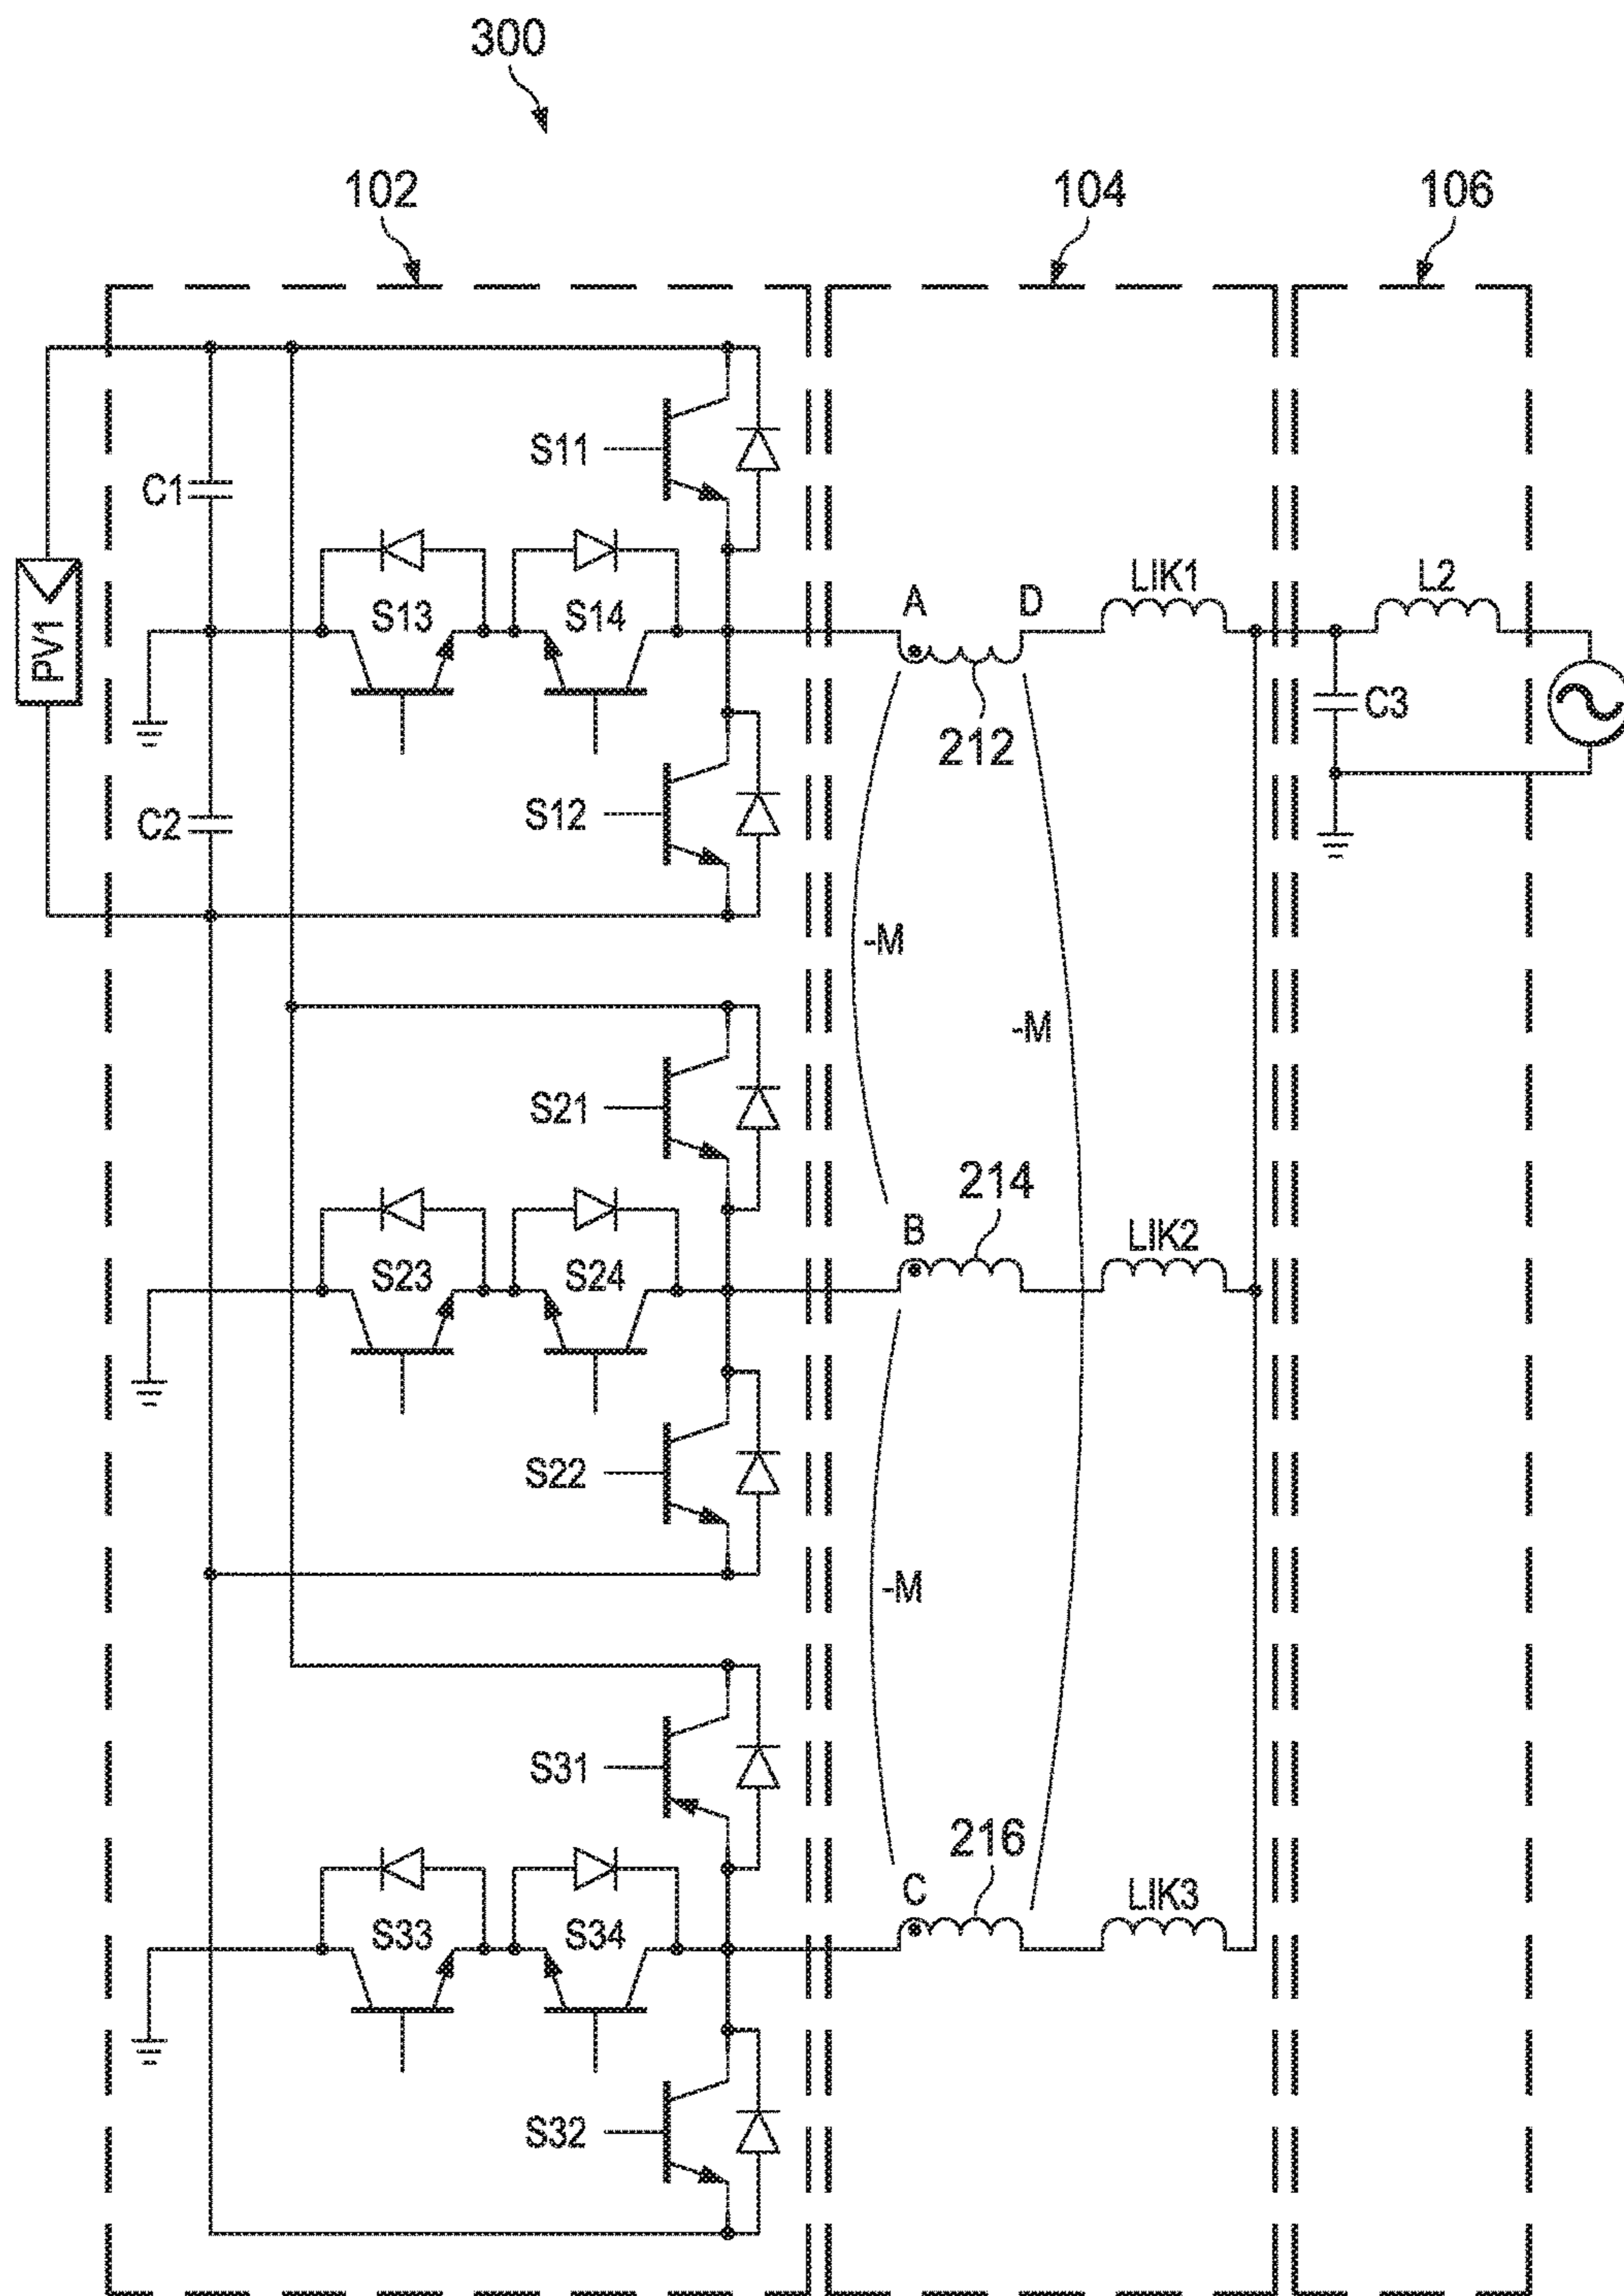 300
102
104
106
S11
C1
S13
S14
A
D
LIK1
L2
PV1
212
C3
S12
C2
-M
-M
S21
214
B
LIK2
S23
S24
S22
-M
S31
216
C
LIK3
S33
S34
S32